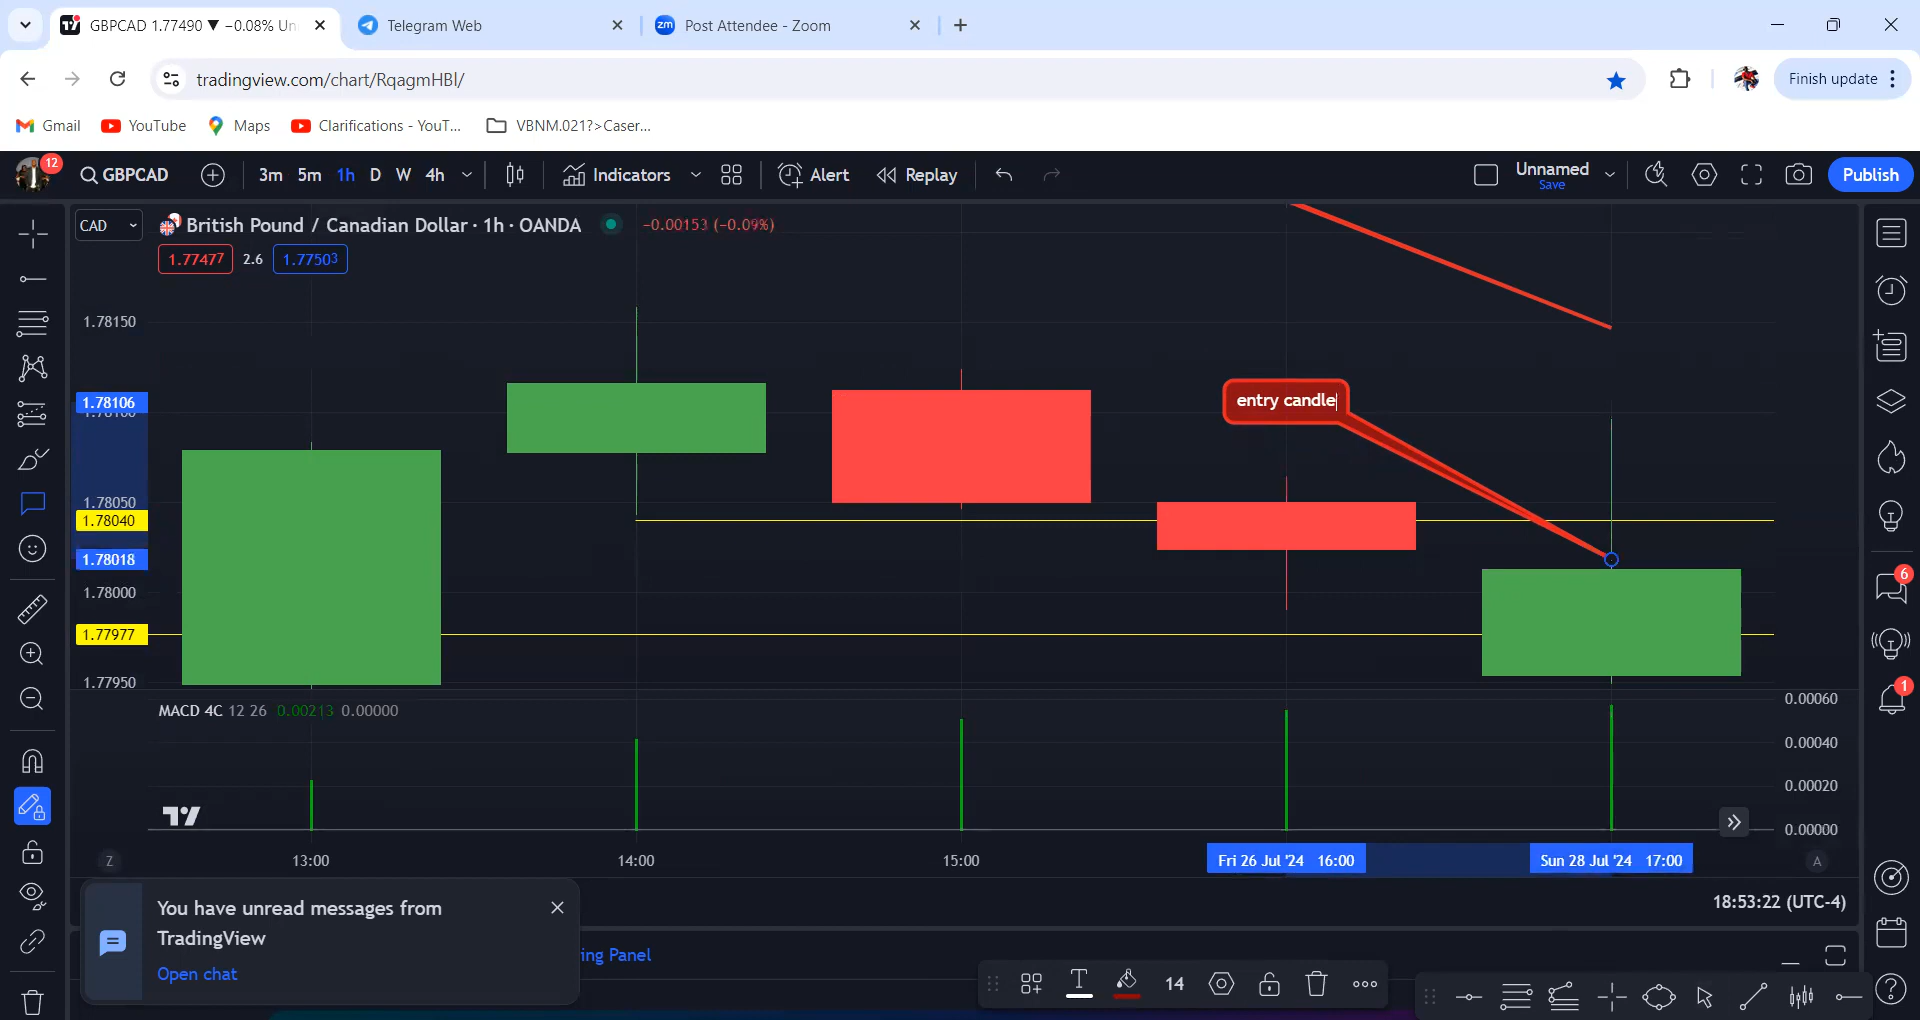 GBPCAD 1.77490 ▼ −0.08% Un
Telegram Web
zm
Post Attendee - Zoom
tradingview.com/chart/RqagmHBl/
Finish update
Gmail
YouTube
Maps
Clarifications - YouT...
VBNM.021?>Caser...
12
GBPCAD
3m 5m 1h D W 4h
Indicators
Alert
Replay
Unnamed
Save
Publish
CAD
British Pound / Canadian Dollar · 1h · OANDA
−0.00153 (−0.09%)
1.77477
2.6
1.77503
1.78150
1.78106
1.78050
1.78040
1.78018
1.78000
1.77977
1.77950
entry candle
6
1
MACD 4C 12 26 0.00213 0.00000
0.00060
0.00040
0.00020
0.00000
Z
13:00
14:00
15:00
Fri 26 Jul '24 16:00
Sun 28 Jul '24 17:00
A
18:53:22 (UTC-4)
You have unread messages from
TradingView
Open chat
ing Panel
T
14